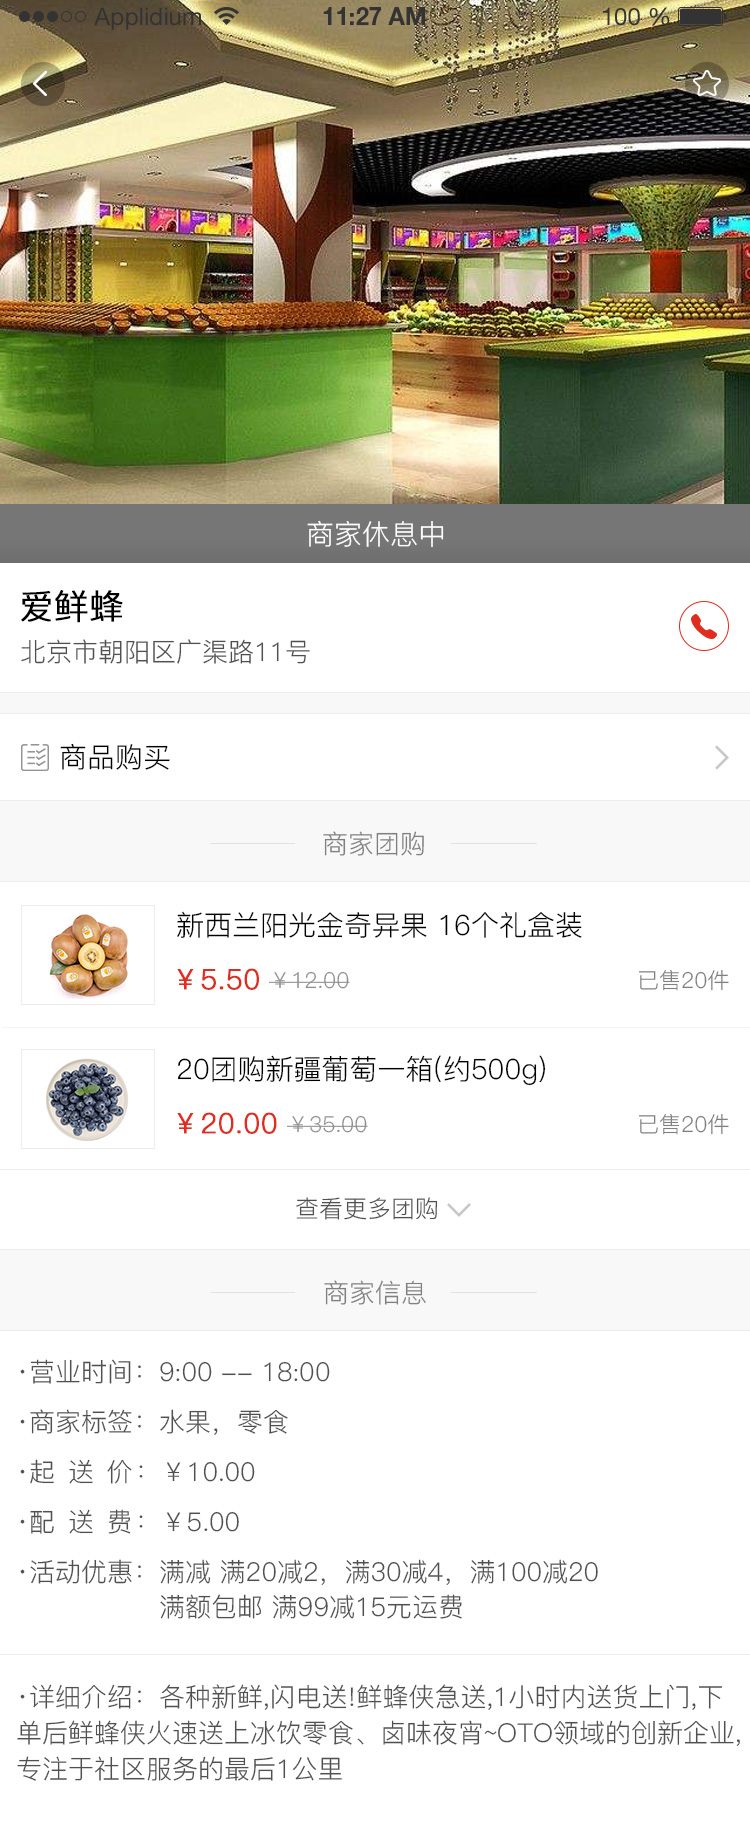 Applidium 11:27 AM 100 %
商家休息中
爱鲜蜂
北京市朝阳区广渠路11号
商品购买
商家团购
新西兰阳光金奇异果 16个礼盒装
¥5.50 ¥12.00 已售20件
20团购新疆葡萄一箱(约500g)
¥20.00 ¥35.00 已售20件
查看更多团购
商家信息
·营业时间：9:00 -- 18:00
·商家标签：水果，零食
·起 送 价：¥10.00
·配 送 费：¥5.00
·活动优惠：满减 满20减2，满30减4，满100减20
满额包邮 满99减15元运费
·详细介绍：各种新鲜,闪电送!鲜蜂侠急送,1小时内送货上门,下
单后鲜蜂侠火速送上冰饮零食、卤味夜宵~OTO领域的创新企业,
专注于社区服务的最后1公里